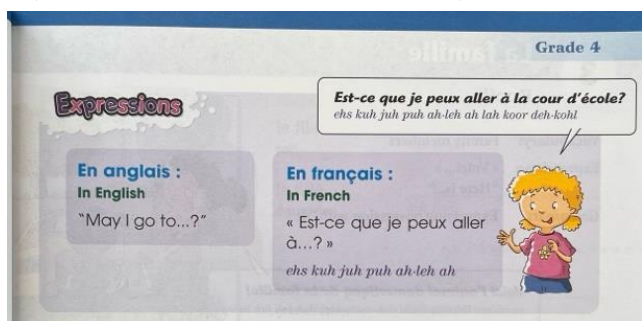 Grade 4
Expressions
Est-ce que je peux aller à la cour d'école?
ehs kuh juh puh ah-leh ah lah koor deh-kohl
En anglais :
In English
"May I go to...?"
En français :
In French
« Est-ce que je peux aller
à...? »
ehs kuh juh puh ah-leh ah